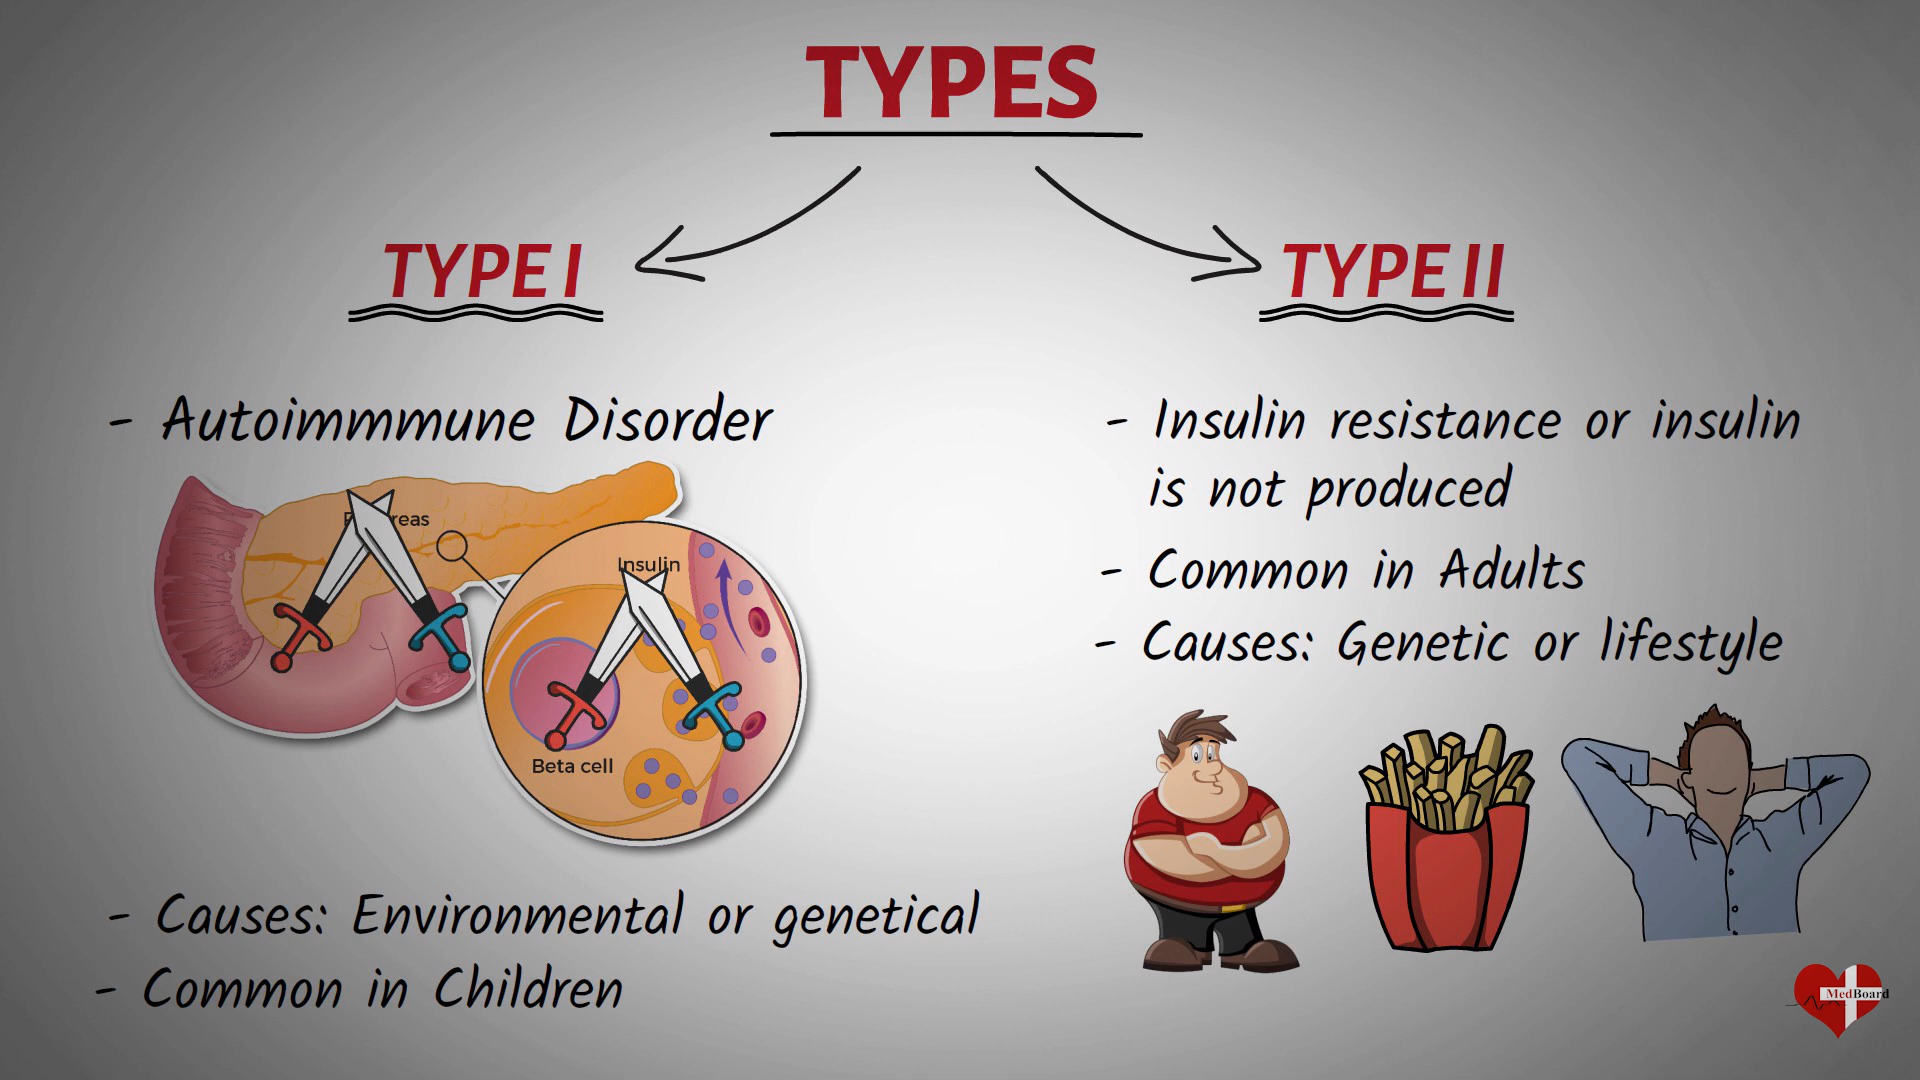 TYPES
TYPE I
TYPE II
- Autoimmmune Disorder
Insulin
Beta cell
- Causes: Environmental or genetical
- Common in Children
- Insulin resistance or insulin
is not produced
- Common in Adults
- Causes: Genetic or lifestyle
MedBoard